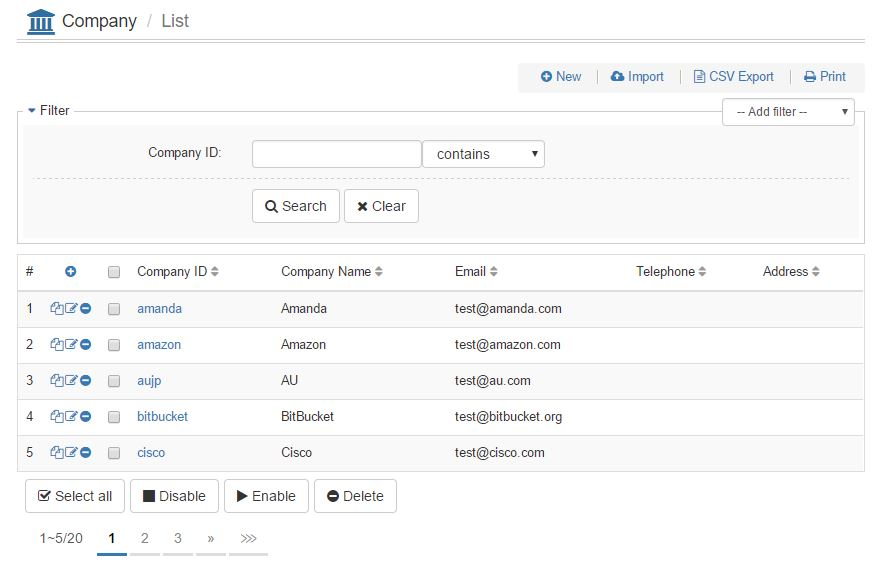 Company / List
New Import CSV Export Print
Filter -- Add filter --
Company ID: contains
Search Clear
# Company ID Company Name Email Telephone Address
1 amanda Amanda test@amanda.com
2 amazon Amazon test@amazon.com
3 aujp AU test@au.com
4 bitbucket BitBucket test@bitbucket.org
5 cisco Cisco test@cisco.com
Select all Disable Enable Delete
1~5/20 1 2 3 » >>>